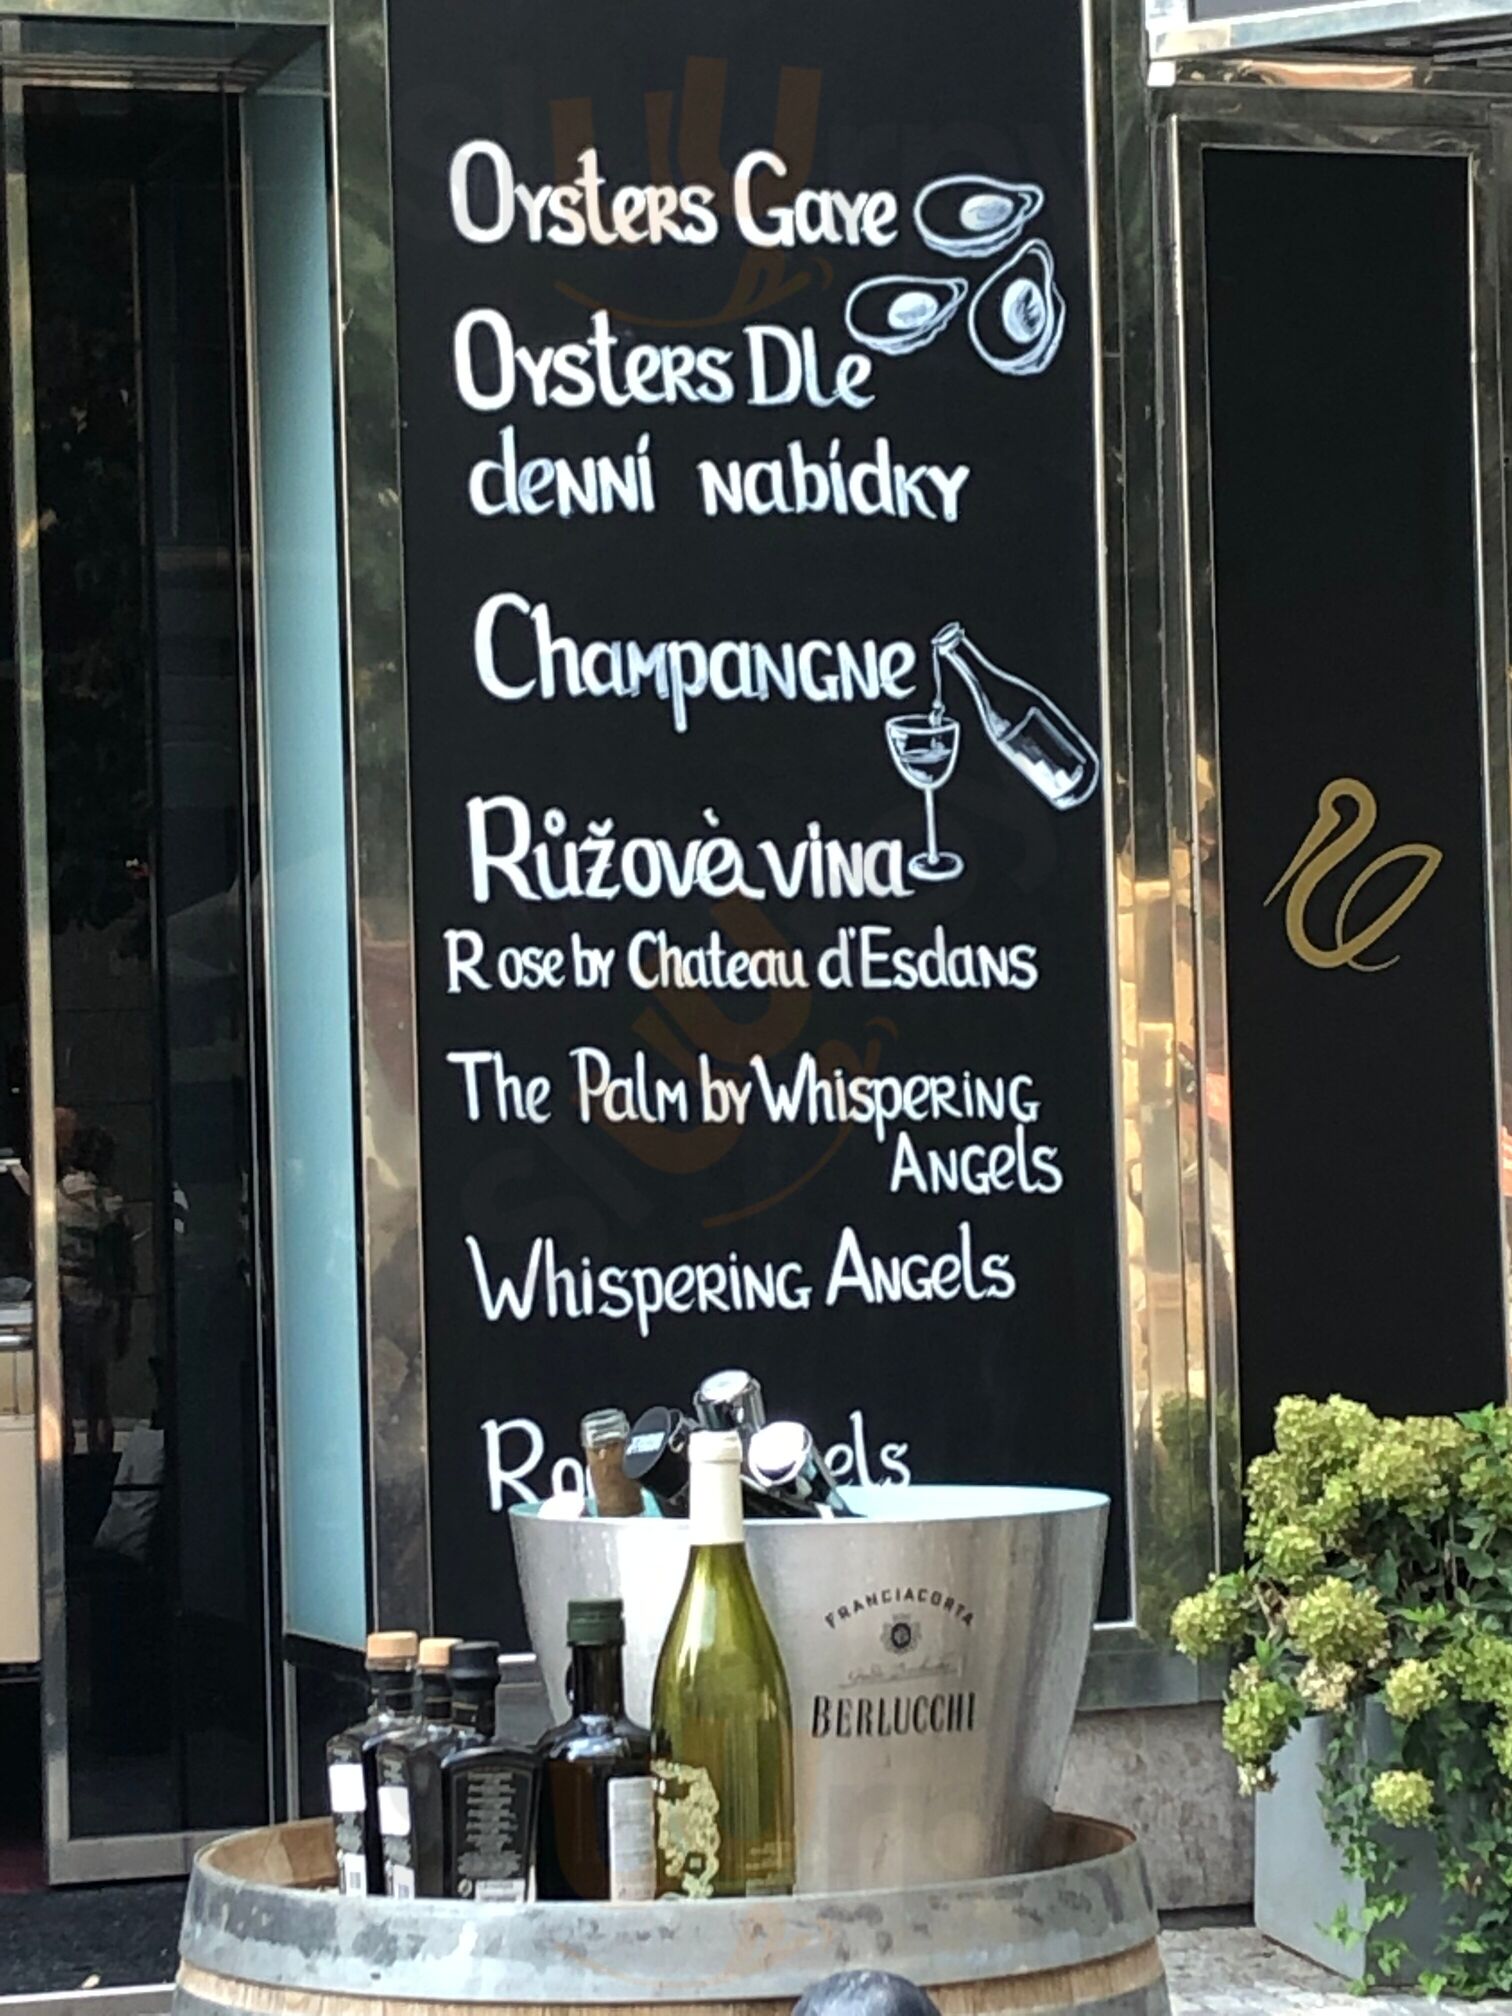 Oysters Gaye
Oysters Dle
denní nabídky
Champangne
Růžovè vina
Rose by Chateau d'Esdans
The Palm by Whispering
Angels
Whispering Angels
FRANCIACORTA
BERLUCCHI